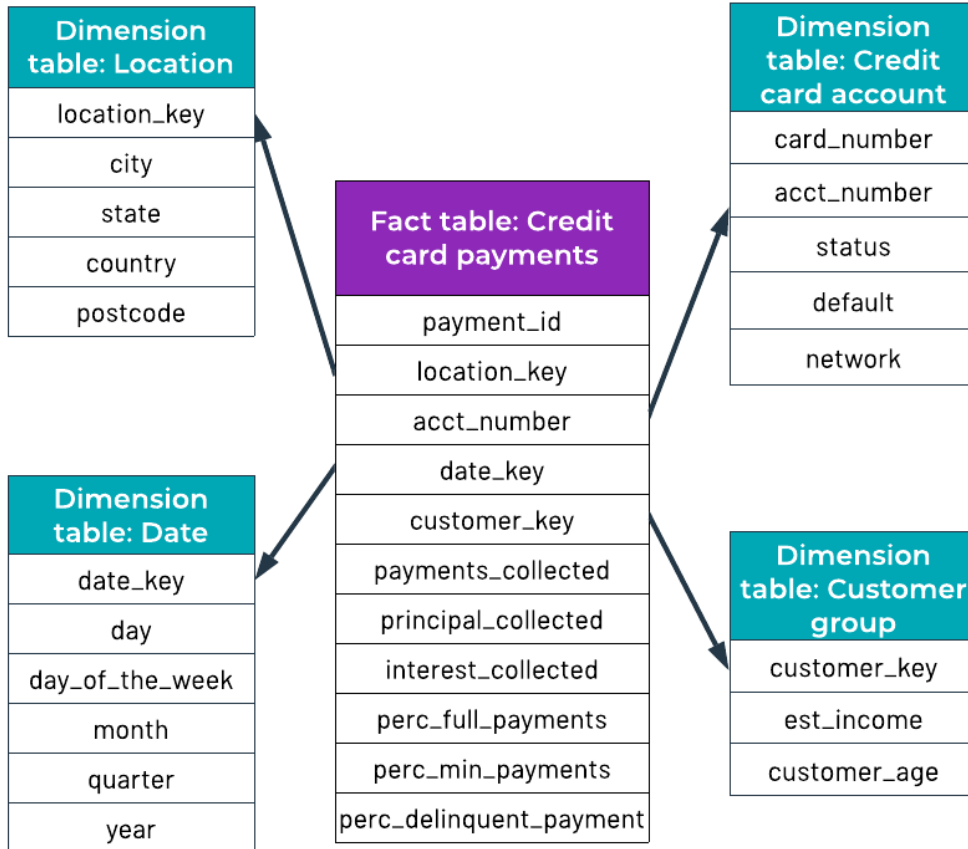 Dimension
table: Location
location_key
city
state
country
postcode
Dimension
table: Credit
card account
card_number
acct_number
status
default
network
Fact table: Credit
card payments
payment_id
location_key
acct_number
date_key
customer_key
payments_collected
principal_collected
interest_collected
perc_full_payments
perc_min_payments
perc_delinquent_payment
Dimension
table: Date
date_key
day
day_of_the_week
month
quarter
year
Dimension
table: Customer
group
customer_key
est_income
customer_age